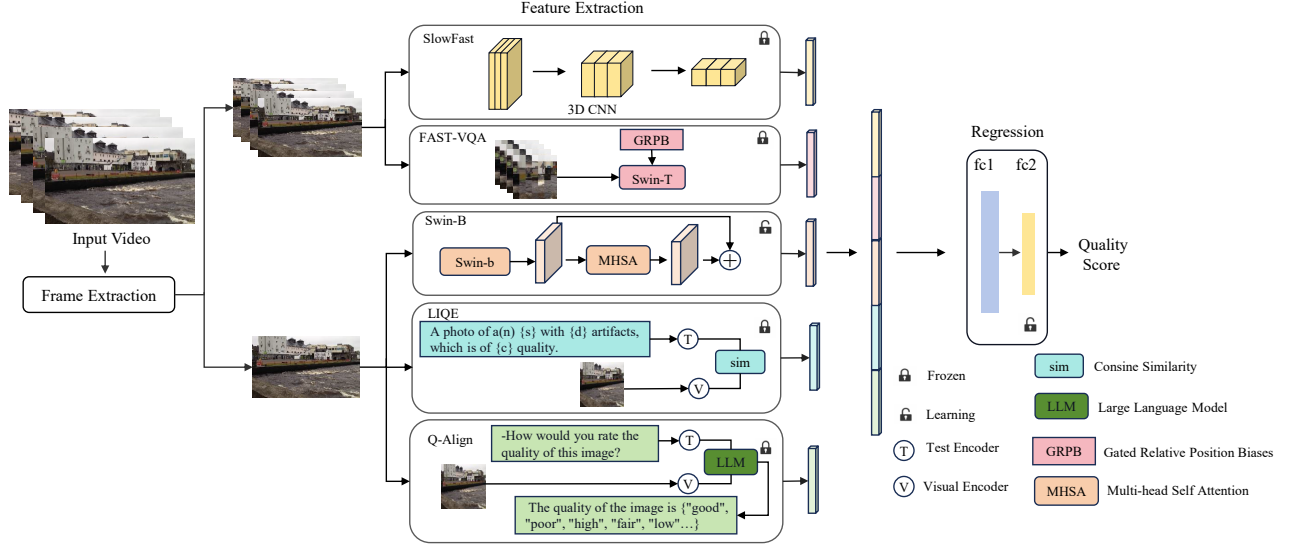 Feature Extraction
SlowFast
3D CNN
FAST-VQA
GRPB
Swin-T
Input Video
Frame Extraction
Swin-B
Swin-b
MHSA
LIQE
A photo of a(n) {s} with {d} artifacts,
which is of {c} quality.
T
sim
V
Q-Align
-How would you rate the
quality of this image?
T
LLM
V
The quality of the image is {"good",
"poor", "high", "fair", "low"…}
Regression
fc1
fc2
Quality
Score
Frozen
Learning
T
Test Encoder
V
Visual Encoder
sim
Consine Similarity
LLM
Large Language Model
GRPB
Gated Relative Position Biases
MHSA
Multi-head Self Attention